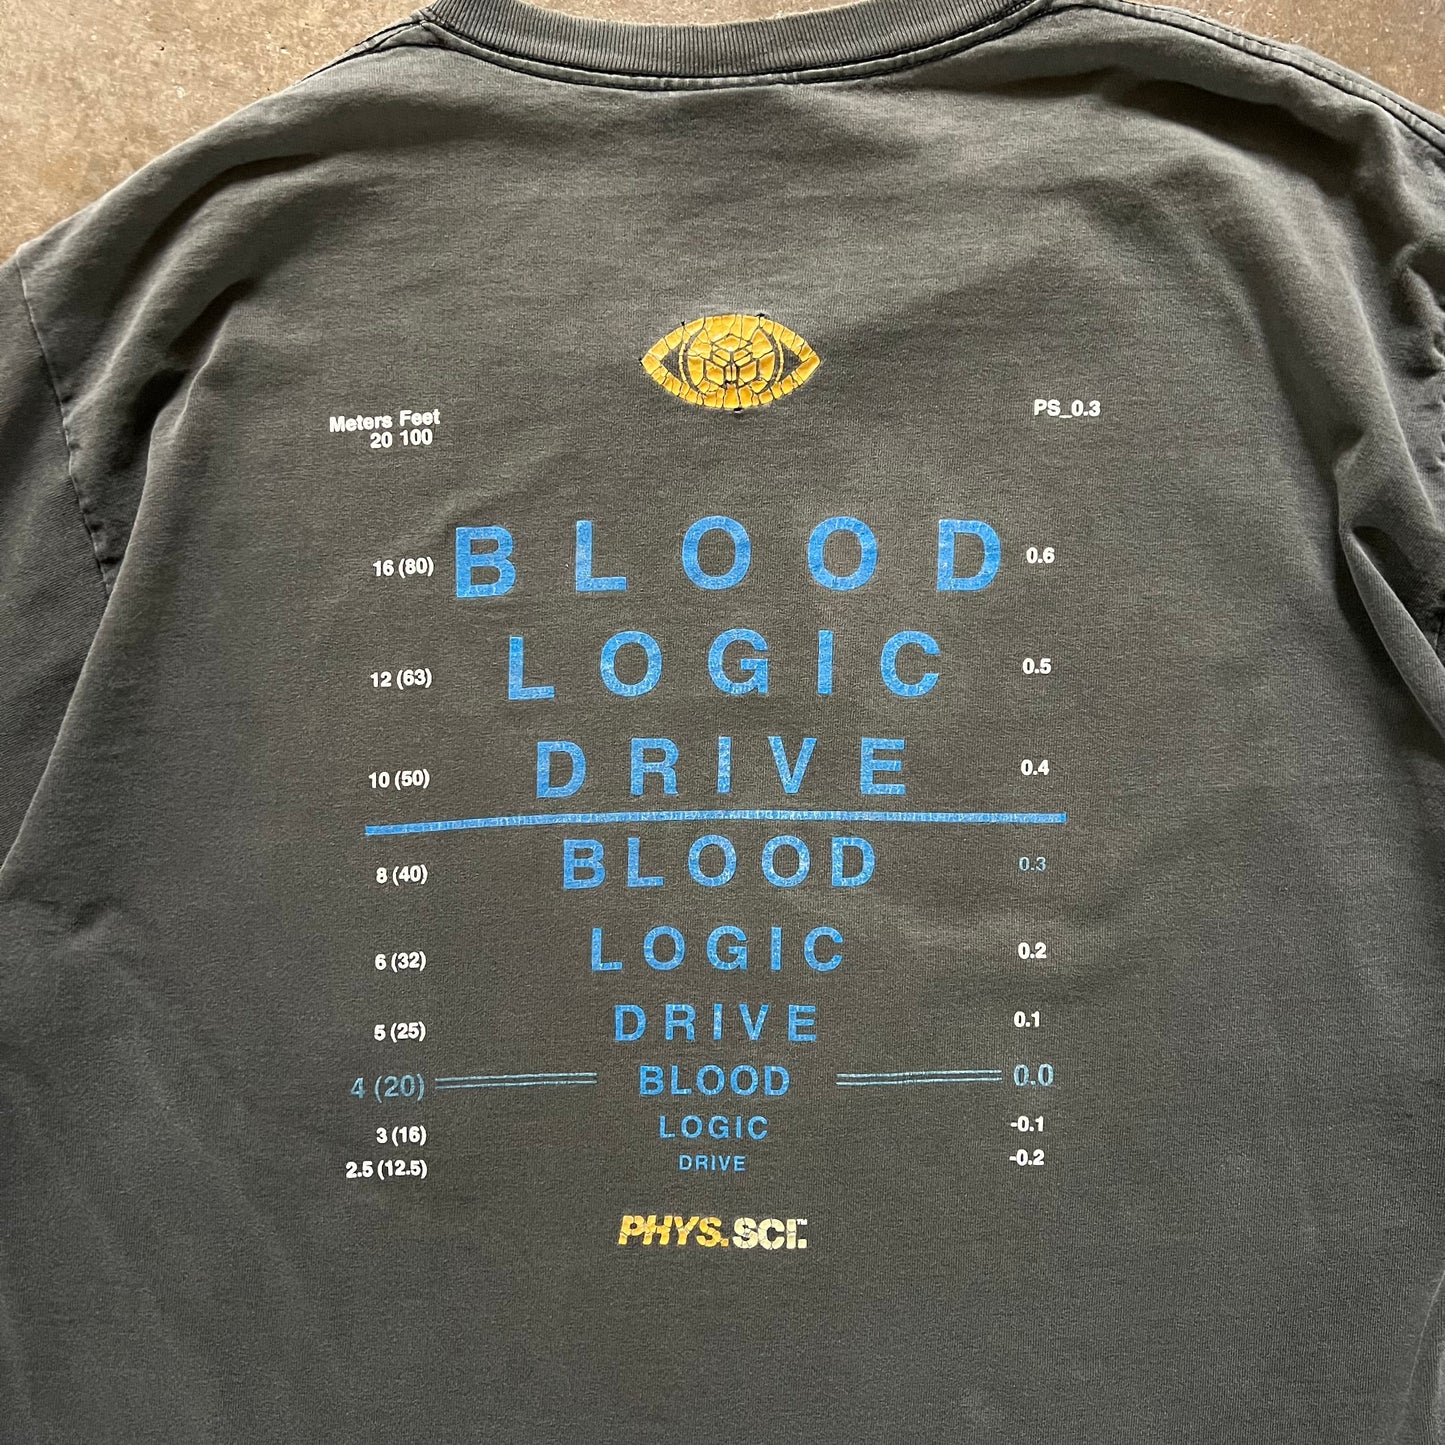 Meters Feet PS_0.3
20 100
16 (80) BLOOD 0.6
12 (63) LOGIC 0.5
10 (50) DRIVE 0.4
8 (40) BLOOD 0.3
6 (32) LOGIC 0.2
5 (25) DRIVE 0.1
4 (20) BLOOD 0.0
3 (16) LOGIC -0.1
2.5 (12.5) DRIVE -0.2
PHYS.SCI.™